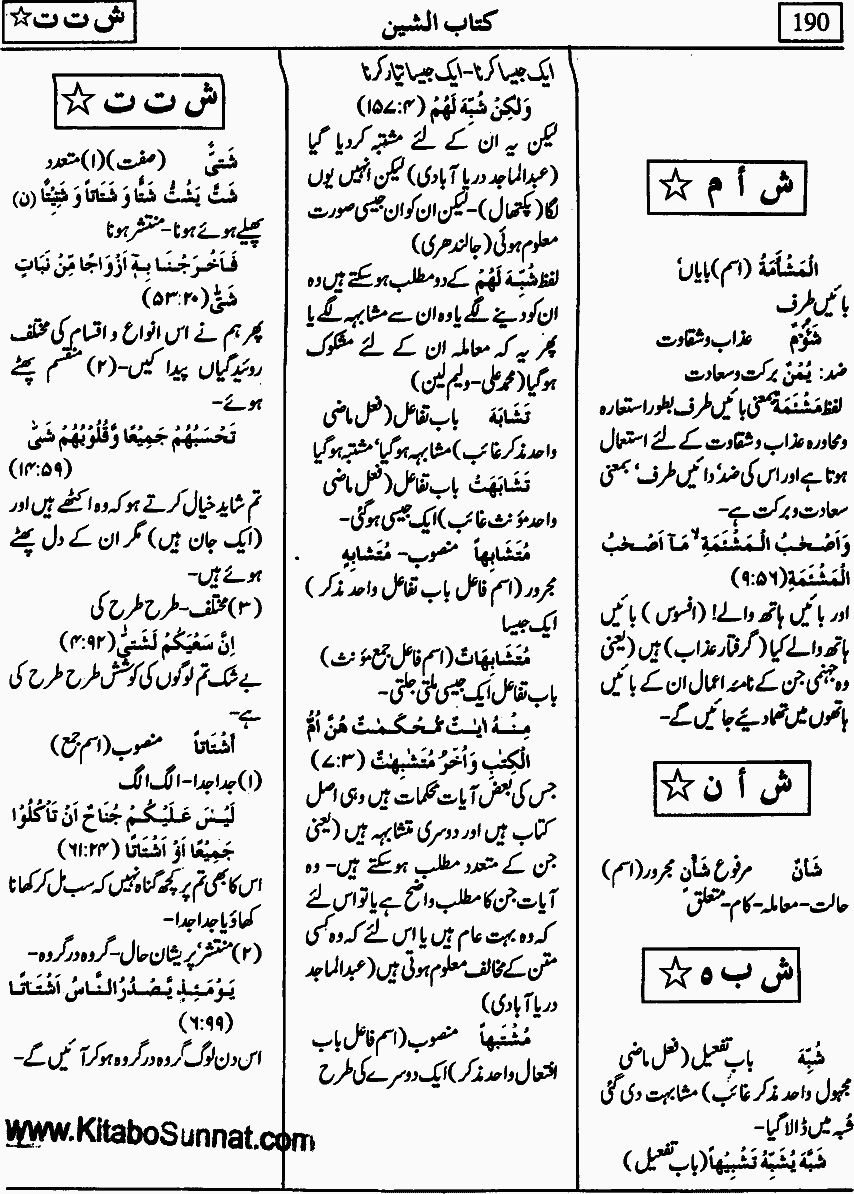 190
کتاب الشین
ش ت ت ☆
ش أ م ☆
الْمَشْأَمَةُ (اسم) بایاں'
بائیں طرف
شَئُوْمٌ عذاب و شقاوت
ضد: یُمْنٌ برکت و سعادت
لفظ مَشْئَمَة بمعنی بائیں طرف بطور استعارہ
و محاورہ عذاب و شقاوت کے لئے استعمال
ہوتا ہے اور اس کی ضد' دائیں طرف' بمعنی
سعادت و برکت ہے-
وَاَصْحٰبُ الْمَشْئَمَةِ ۙ مَآ اَصْحٰبُ
الْمَشْئَمَةِ (۹:۵۶)
اور بائیں ہاتھ والے! (افسوس) بائیں
ہاتھ والے کیا (گرفتار عذاب) ہیں (یعنی
وہ جہنمی جن کے نامہ اعمال ان کے بائیں
ہاتھوں میں تھما دیئے جائیں گے-
ش أ ن ☆
شَاْنٌ مرفوع شَاْنٍ مجرور (اسم)
حالت- معاملہ- کام- متعلق
ش ب ہ ☆
شُبِّهَ باب تفعیل (فعل ماضی
مجہول واحد مذکر غائب) مشابہت دی گئی
شبہ میں ڈالا گیا-
شَبَّهَ یُشَبِّهُ تَشْبِیْهاً (باب تفعیل)
ایک جیسا کرنا- ایک جیسا تیار کرنا
وَلٰكِنْ شُبِّهَ لَهُمْ (۱۵۷:۴)
لیکن یہ ان کے لئے مشتبہ کر دیا گیا
(عبدالماجد دریا آبادی) لیکن انہیں یوں
لگا (پکتھال)- لیکن ان کو ان جیسی صورت
معلوم ہوئی (جالندھری)
لفظ شُبِّهَ لَهُمْ کے دو مطلب ہو سکتے ہیں وہ
ان کو دینے لگے یا وہ ان سے مشابہہ لگے یا
پھر یہ کہ معاملہ ان کے لئے مشکوک
ہو گیا (محمد علی- ولیم لین)
تَشَابَهَ باب تفاعل (فعل ماضی
واحد مذکر غائب) مشابہہ ہو گیا' مشتبہ ہو گیا
تَشَابَهَتْ باب تفاعل (فعل ماضی
واحد مؤنث غائب) ایک جیسی ہو گئی-
مُتَشَابِهاً منصوب- مُتَشَابِهٍ
مجرور (اسم فاعل باب تفاعل واحد مذکر)
ایک جیسا
مُتَشَابِهَاتٌ (اسم فاعل جمع مؤنث)
باب تفاعل ایک جیسی ملتی جلتی-
مِنْهُ اٰیٰتٌ مُّحْكَمٰتٌ هُنَّ اُمُّ
الْكِتٰبِ وَاُخَرُ مُتَشٰبِهٰتٌ (۷:۳)
جس کی بعض آیات محکمات ہیں وہی اصل
کتاب ہیں اور دوسری متشابہہ ہیں (یعنی
جن کے متعدد مطلب ہو سکتے ہیں- وہ
آیات جن کا مطلب واضح ہے یا تو اس لئے
کہ وہ بہت عام ہیں یا اس لئے کہ وہ کسی
متن کے مخالف معلوم ہوتی ہیں (عبدالماجد
دریا آبادی)
مُشْتَبِهاً منصوب (اسم فاعل باب
افتعال واحد مذکر) ایک دوسرے کی طرح
ش ت ت ☆
شَتّٰی (صفت) (۱) متعدد
شَتَّ یَشُتُّ شَتًّا وَ شَتَاتاً وَ شَتِیْتًا (ن)
پھیلے ہوئے ہونا- منتشر ہونا
فَاَخْرَجْنَا بِهٖٓ اَزْوَاجًا مِّنْ نَّبَاتٍ
شَتّٰی (۵۳:۲۰)
پھر ہم نے اس انواع و اقسام کی مختلف
روئیدگیاں پیدا کیں- (۲) منقسم پھٹے
ہوئے-
تَحْسَبُهُمْ جَمِیْعًا وَّقُلُوْبُهُمْ شَتّٰی
(۱۴:۵۹)
تم شاید خیال کرتے ہو کہ وہ اکٹھے ہیں اور
(ایک جان ہیں) مگر ان کے دل پھٹے
ہوئے ہیں-
(۳) مختلف- طرح طرح کی
اِنَّ سَعْیَكُمْ لَشَتّٰی (۴:۹۲)
بے شک تم لوگوں کی کوشش طرح طرح کی
ہے-
اَشْتَاتاً منصوب (اسم جمع)
(۱) جدا جدا- الگ الگ
لَیْسَ عَلَیْكُمْ جُنَاحٌ اَنْ تَاْكُلُوْا
جَمِیْعًا اَوْ اَشْتَاتًا (۶۱:۲۴)
اس کا بھی تم پر کچھ گناہ نہیں کہ سب مل کر کھانا
کھاؤ یا جدا جدا-
(۲) منتشر' پریشان حال- گروہ در گروہ-
یَوْمَئِذٍ یَّصْدُرُ النَّاسُ اَشْتَاتًا
(۶:۹۹)
اس دن لوگ گروہ در گروہ ہو کر آئیں گے-
www.KitaboSunnat.com